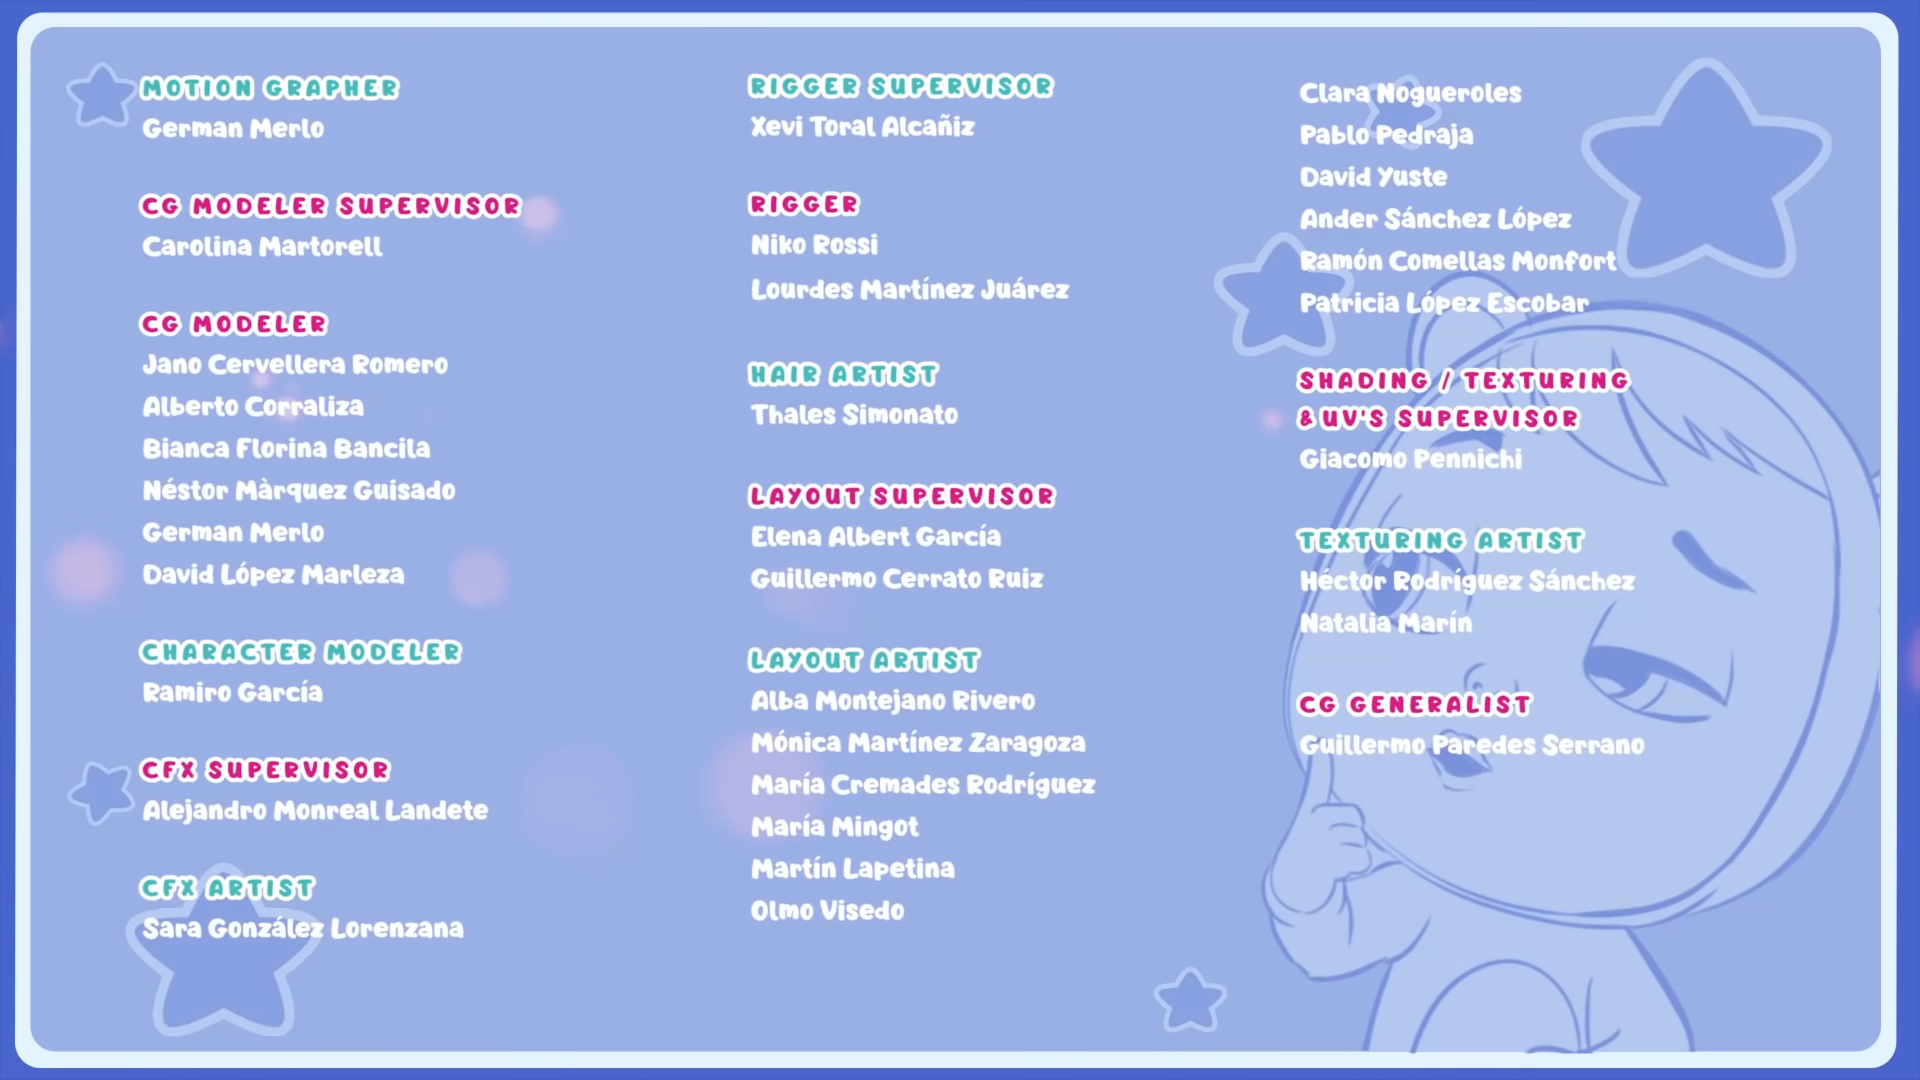 MOTION GRAPHER
German Merlo
CG MODELER SUPERVISOR
Carolina Martorell
CG MODELER
Jano Cervellera Romero
Alberto Corraliza
Bianca Florina Bancila
Néstor Màrquez Guisado
German Merlo
David López Marleza
CHARACTER MODELER
Ramiro García
CFX SUPERVISOR
Alejandro Monreal Landete
CFX ARTIST
Sara González Lorenzana
RIGGER SUPERVISOR
Xevi Toral Alcañiz
RIGGER
Niko Rossi
Lourdes Martínez Juárez
HAIR ARTIST
Thales Simonato
LAYOUT SUPERVISOR
Elena Albert García
Guillermo Cerrato Ruiz
LAYOUT ARTIST
Alba Montejano Rivero
Mónica Martínez Zaragoza
María Cremades Rodríguez
María Mingot
Martín Lapetina
Olmo Visedo
Clara Nogueroles
Pablo Pedraja
David Yuste
Ander Sánchez López
Ramón Comellas Monfort
Patricia López Escobar
SHADING / TEXTURING
& UV'S SUPERVISOR
Giacomo Pennichi
TEXTURING ARTIST
Héctor Rodríguez Sánchez
Natalia Marín
CG GENERALIST
Guillermo Paredes Serrano